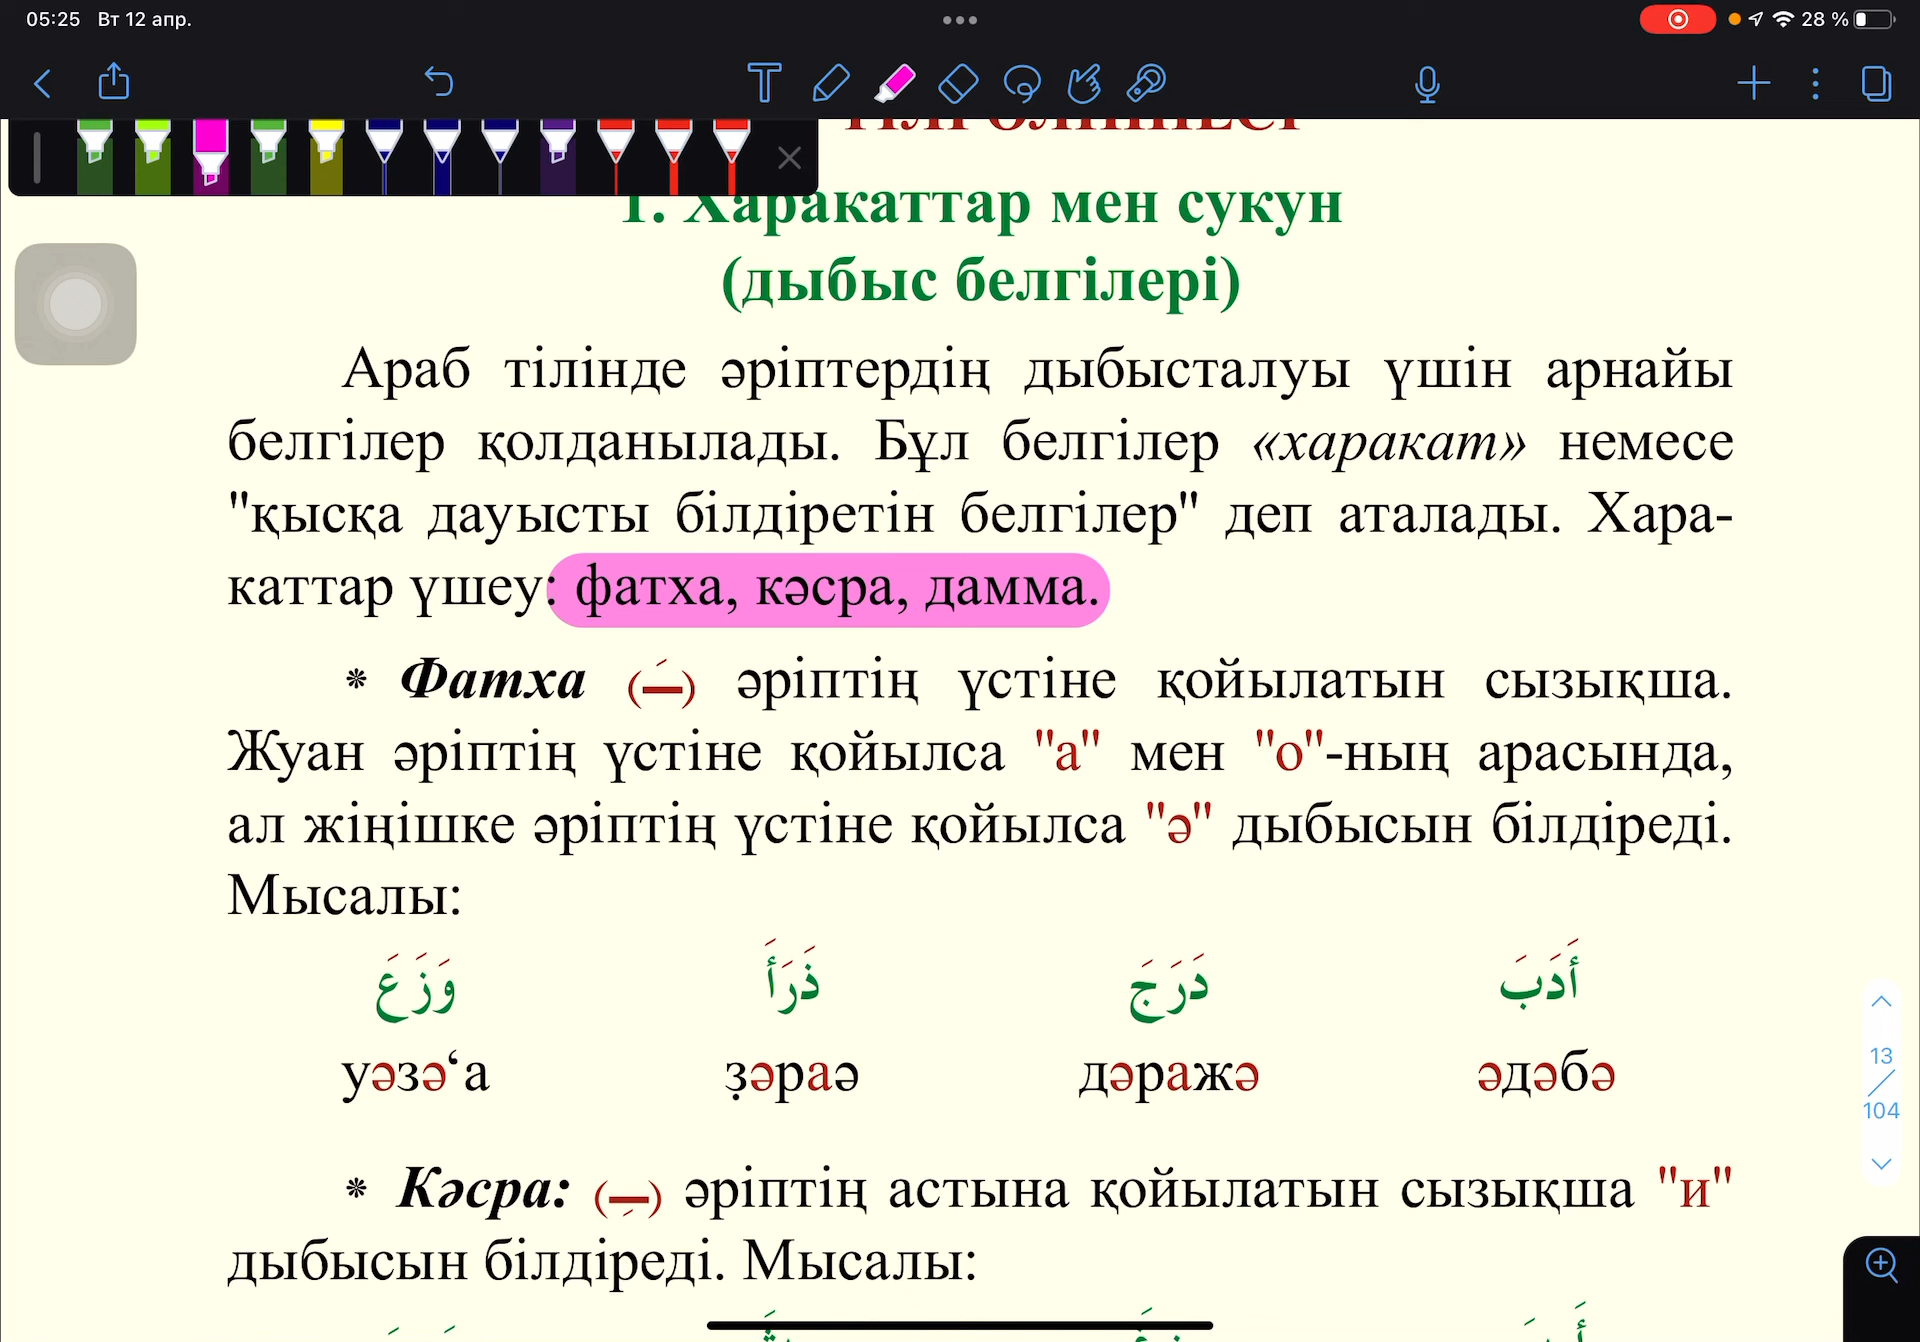 05:25 Вт 12 апр. 28 %
1. Харакаттар мен сукун
(дыбыс белгілері)
Араб тілінде әріптердің дыбысталуы үшін арнайы
белгілер қолданылады. Бұл белгілер «харакат» немесе
"қысқа дауысты білдіретін белгілер" деп аталады. Хара-
каттар үшеу: фатха, кәсра, дамма.
* Фатха (َ—) әріптің үстіне қойылатын сызықша.
Жуан әріптің үстіне қойылса "а" мен "о"-ның арасында,
ал жіңішке әріптің үстіне қойылса "ә" дыбысын білдіреді.
Мысалы:
وَزَعَ ذَرَأَ دَرَجَ أَدَبَ
уәзә‘а з̣әраә дәражә әдәбә
* Кәсра: (ِ—) әріптің астына қойылатын сызықша "и"
дыбысын білдіреді. Мысалы:
13
104